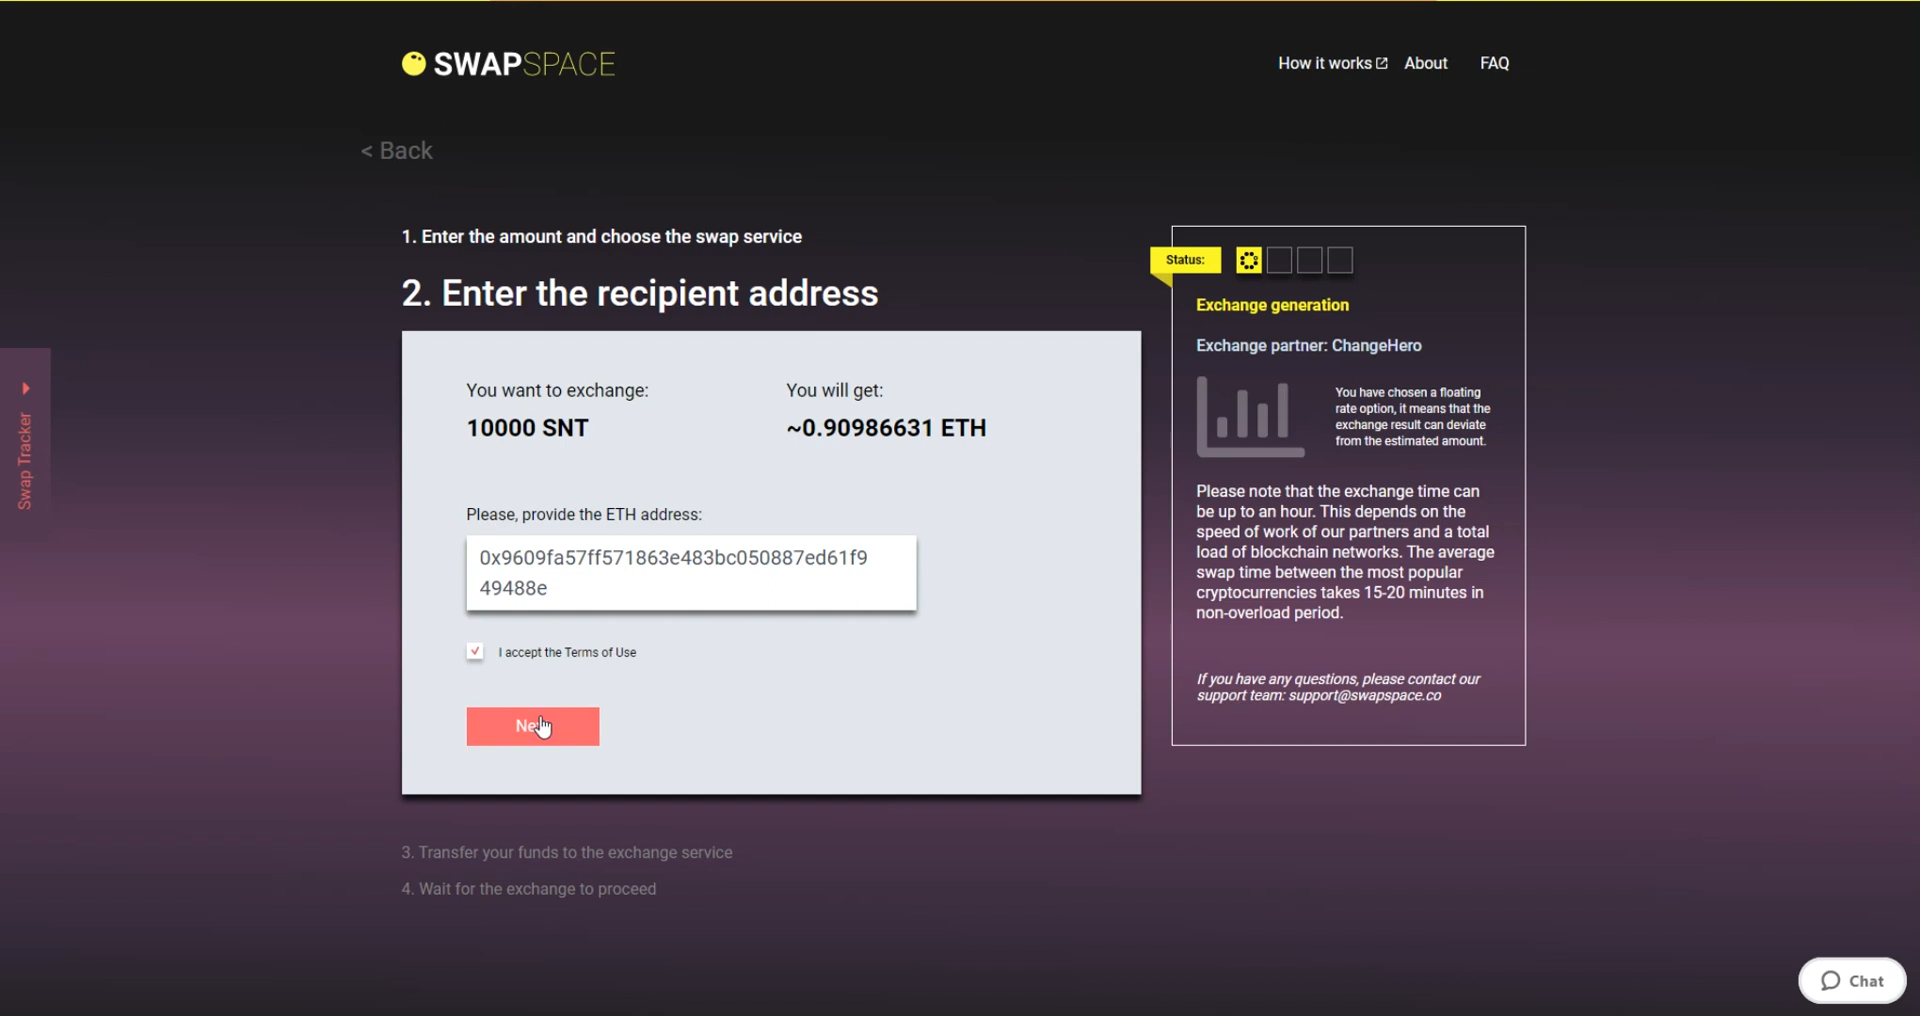 SWAPSPACE
How it works About FAQ
< Back
1. Enter the amount and choose the swap service
2. Enter the recipient address
You want to exchange:
10000 SNT
You will get:
~0.90986631 ETH
Please, provide the ETH address:
0x9609fa57ff571863e483bc050887ed61f9
49488e
I accept the Terms of Use
3. Transfer your funds to the exchange service
4. Wait for the exchange to proceed
Status:
Exchange generation
Exchange partner: ChangeHero
You have chosen a floating
rate option, it means that the
exchange result can deviate
from the estimated amount.
Please note that the exchange time can
be up to an hour. This depends on the
speed of work of our partners and a total
load of blockchain networks. The average
swap time between the most popular
cryptocurrencies takes 15-20 minutes in
non-overload period.
If you have any questions, please contact our
support team: support@swapspace.co
Swap Tracker
Chat